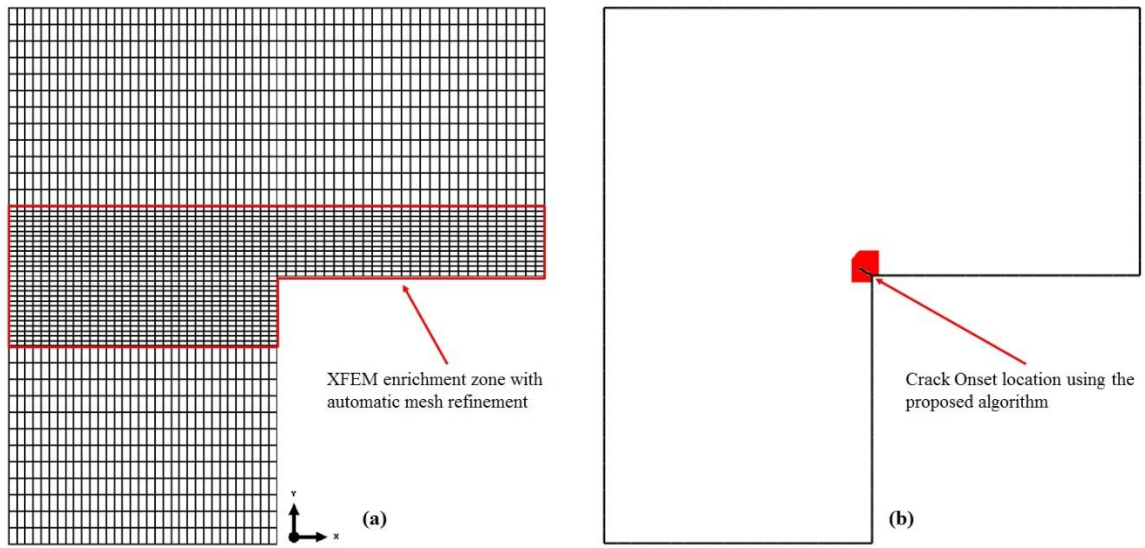 XFEM enrichment zone with
automatic mesh refinement
Y
X
(a)
Crack Onset location using the
proposed algorithm
(b)